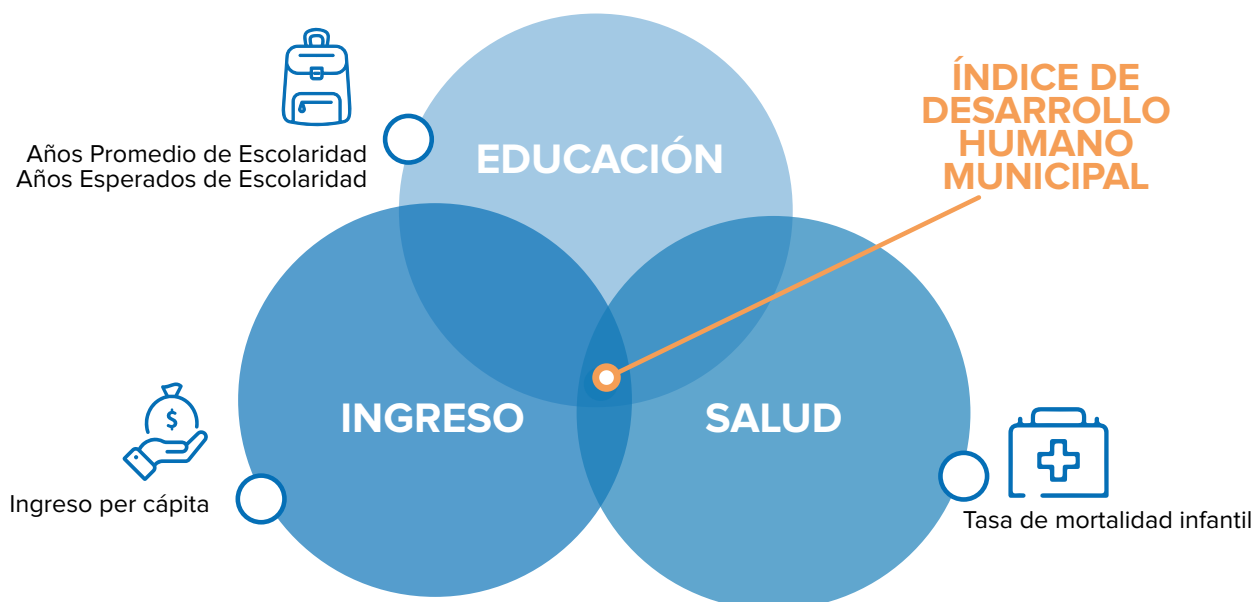 ÍNDICE DE
DESARROLLO
HUMANO
MUNICIPAL
EDUCACIÓN
Años Promedio de Escolaridad
Años Esperados de Escolaridad
INGRESO
SALUD
$
Ingreso per cápita
Tasa de mortalidad infantil